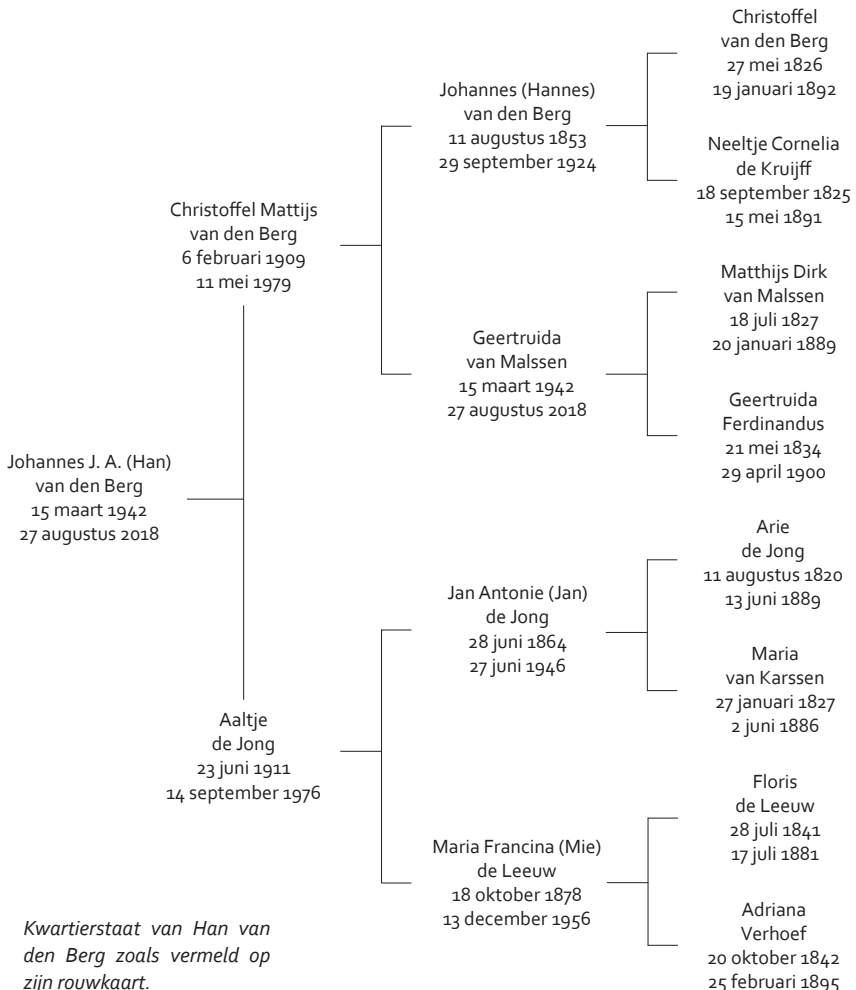 Christoffel
van den Berg
27 mei 1826
19 januari 1892
Johannes (Hannes)
van den Berg
11 augustus 1853
29 september 1924
Neeltje Cornelia
de Kruijff
18 september 1825
15 mei 1891
Christoffel Mattijs
van den Berg
6 februari 1909
11 mei 1979
Matthijs Dirk
van Malssen
18 juli 1827
20 januari 1889
Geertruida
van Malssen
15 maart 1942
27 augustus 2018
Geertruida
Ferdinandus
21 mei 1834
29 april 1900
Johannes J. A. (Han)
van den Berg
15 maart 1942
27 augustus 2018
Arie
de Jong
11 augustus 1820
13 juni 1889
Jan Antonie (Jan)
de Jong
28 juni 1864
27 juni 1946
Maria
van Karssen
27 januari 1827
2 juni 1886
Aaltje
de Jong
23 juni 1911
14 september 1976
Floris
de Leeuw
28 juli 1841
17 juli 1881
Maria Francina (Mie)
de Leeuw
18 oktober 1878
13 december 1956
Adriana
Verhoef
20 oktober 1842
25 februari 1895
Kwartierstaat van Han van
den Berg zoals vermeld op
zijn rouwkaart.